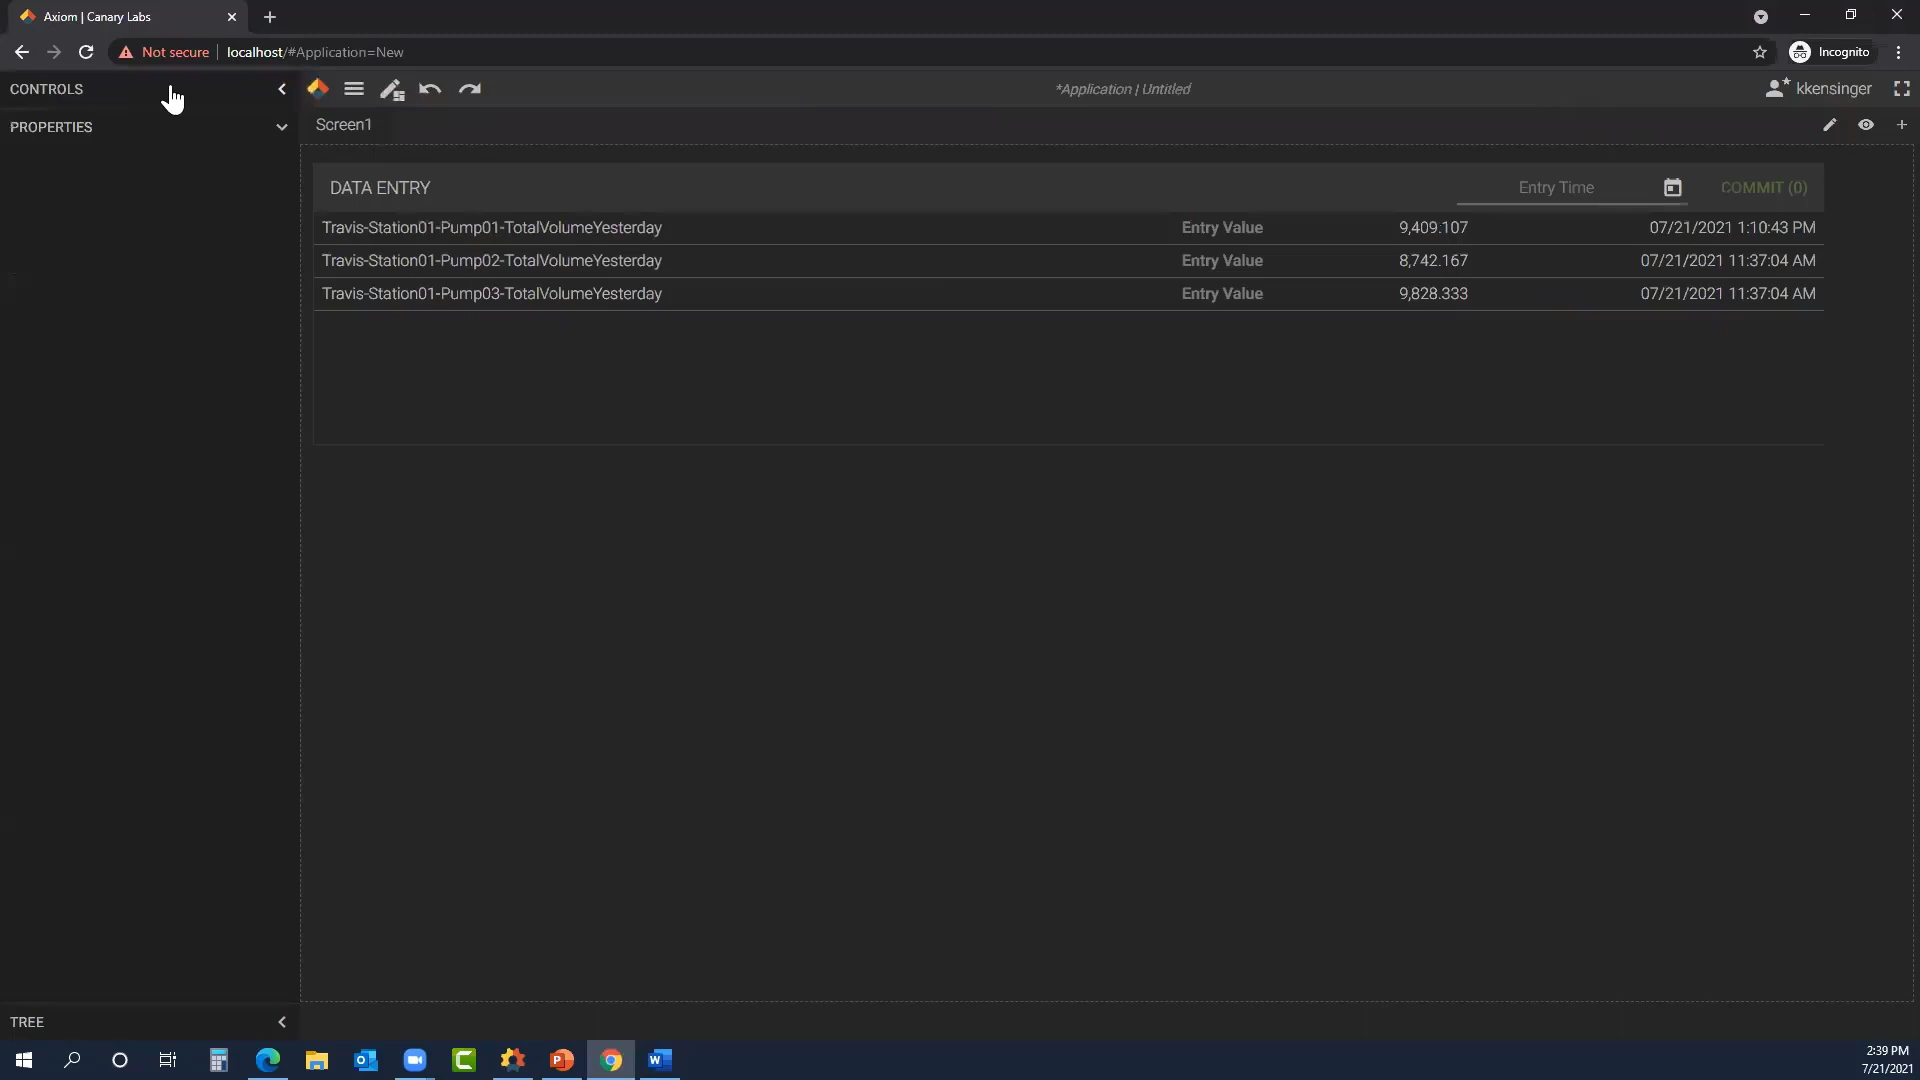 Axiom | Canary Labs
Not secure localhost/#Application=New Incognito
CONTROLS *Application | Untitled kkensinger
PROPERTIES Screen1
DATA ENTRY Entry Time COMMIT (0)
Travis-Station01-Pump01-TotalVolumeYesterday Entry Value 9,409.107 07/21/2021 1:10:43 PM
Travis-Station01-Pump02-TotalVolumeYesterday Entry Value 8,742.167 07/21/2021 11:37:04 AM
Travis-Station01-Pump03-TotalVolumeYesterday Entry Value 9,828.333 07/21/2021 11:37:04 AM
TREE
2:39 PM
7/21/2021